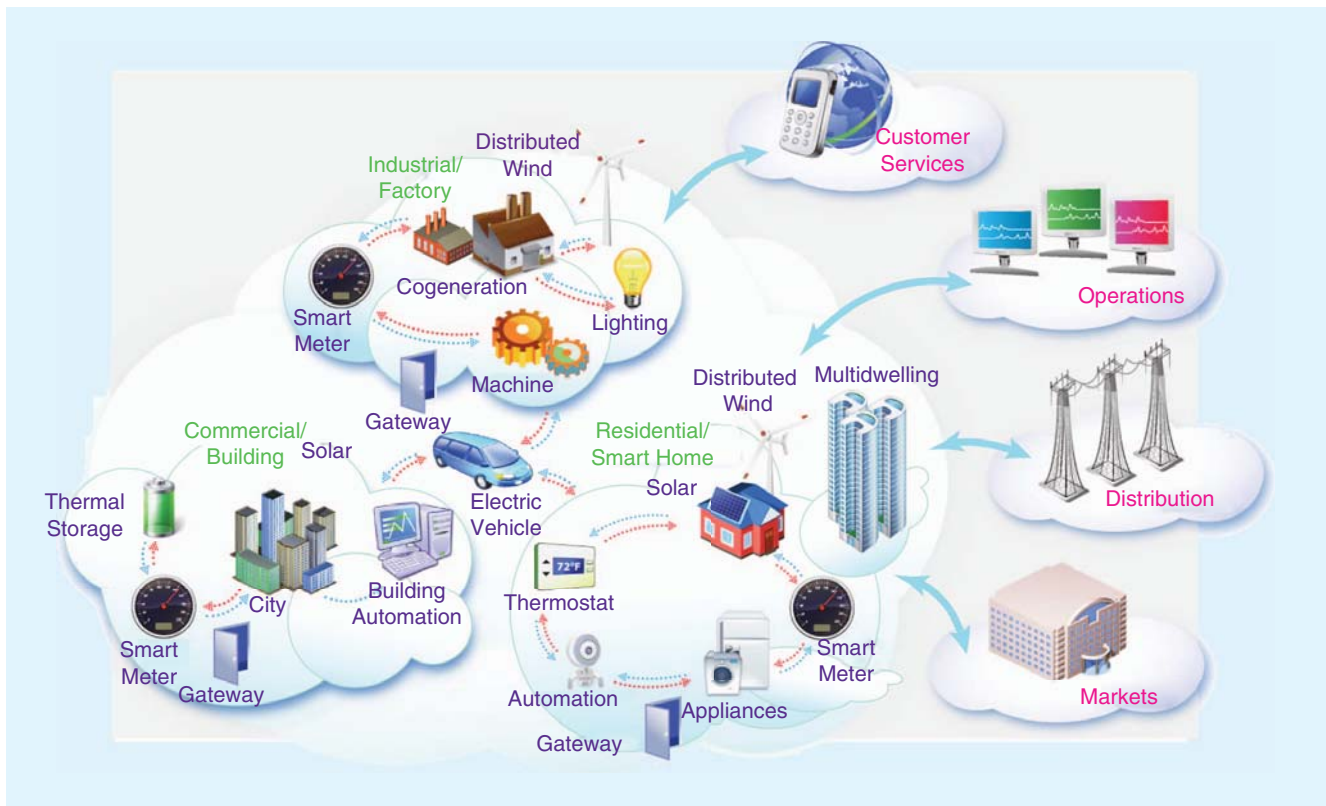 Customer
Services
Distributed
Wind
Industrial/
Factory
Operations
Cogeneration
Smart
Meter
Lighting
Machine
Gateway
Distributed
Wind
Multidwelling
Commercial/
Building
Solar
Residential/
Smart Home
Solar
Thermal
Storage
Electric
Vehicle
Distribution
72°F
Thermostat
City
Building
Automation
Smart
Meter
Gateway
Smart
Meter
Automation
Appliances
Gateway
Markets